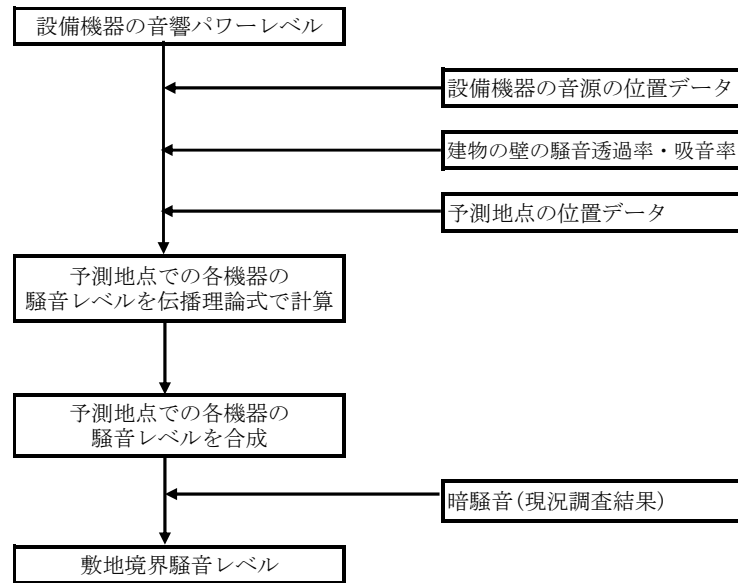 設備機器の音響パワーレベル
設備機器の音源の位置データ
建物の壁の騒音透過率・吸音率
予測地点の位置データ
予測地点での各機器の
騒音レベルを伝播理論式で計算
予測地点での各機器の
騒音レベルを合成
暗騒音(現況調査結果)
敷地境界騒音レベル